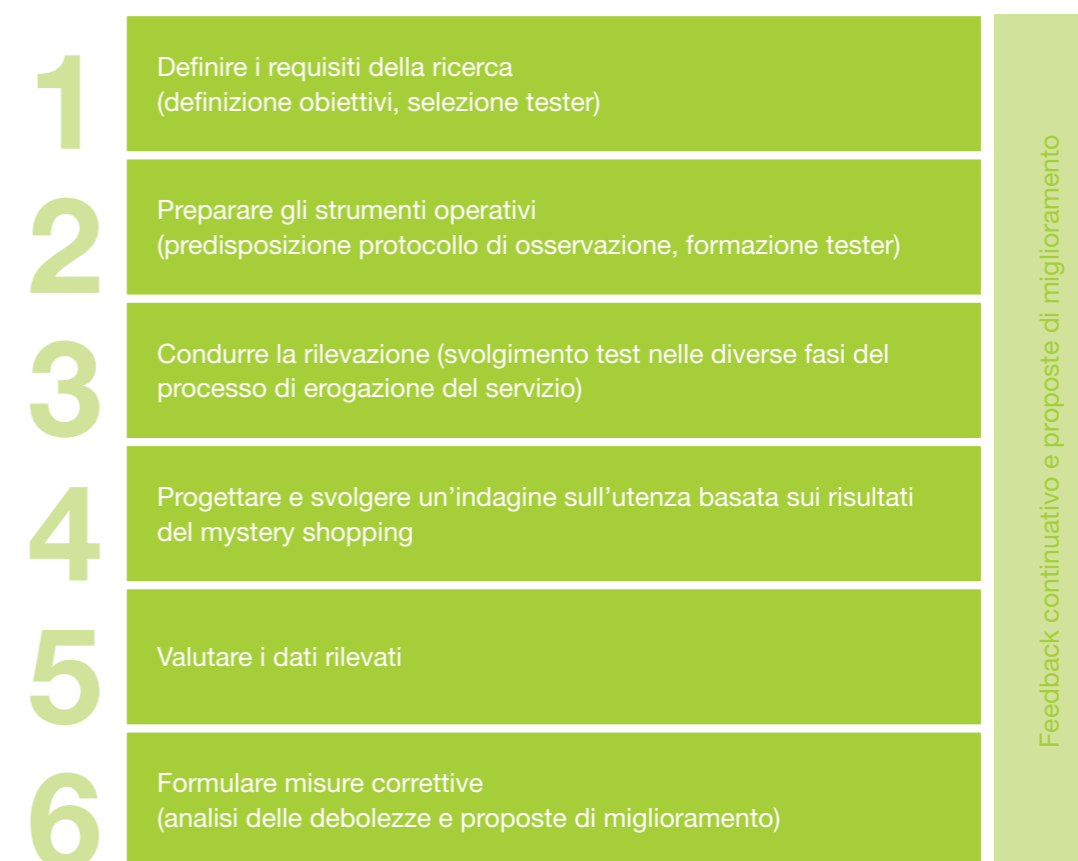 1
Definire i requisiti della ricerca
(definizione obiettivi, selezione tester)
2
Preparare gli strumenti operativi
(predisposizione protocollo di osservazione, formazione tester)
3
Condurre la rilevazione (svolgimento test nelle diverse fasi del
processo di erogazione del servizio)
4
Progettare e svolgere un’indagine sull’utenza basata sui risultati
del mystery shopping
5
Valutare i dati rilevati
6
Formulare misure correttive
(analisi delle debolezze e proposte di miglioramento)
Feedback continuativo e proposte di miglioramento